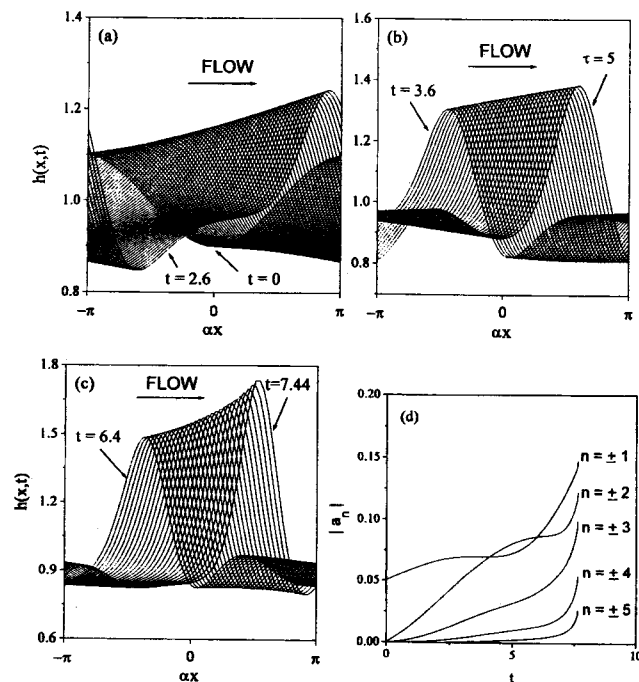 (a)
FLOW
h(x,t)
1.4
1.2
1.0
0.8
t = 2.6
t = 0
−π
0
π
αx
(b)
FLOW
t = 3.6
τ = 5
1.6
1.4
1.2
1.0
0.8
−π
0
π
αx
(c)
FLOW
h(x,t)
1.8
1.5
1.2
0.9
0.6
t = 6.4
t=7.44
−π
0
π
αx
(d)
| aₙ |
0.20
0.15
0.10
0.05
0.00
n = ± 1
n = ± 2
n = ± 3
n = ± 4
n = ± 5
0
5
10
t